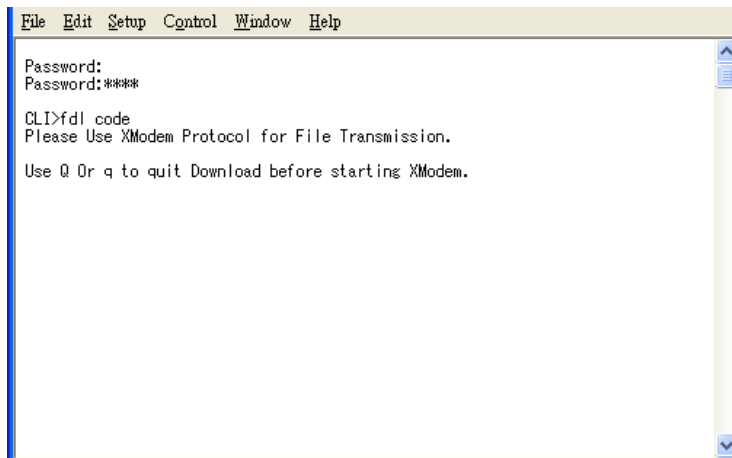 File Edit Setup Control Window Help
Password:
Password:****
CLI>fdl code
Please Use XModem Protocol for File Transmission.
Use Q Or q to quit Download before starting XModem.